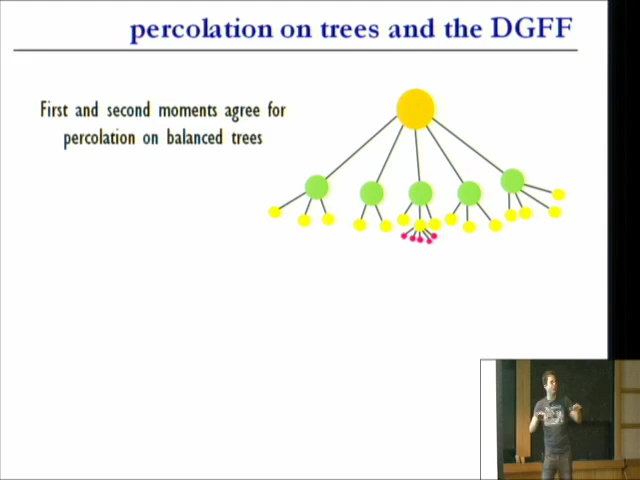 percolation on trees and the DGFF
First and second moments agree for
percolation on balanced trees